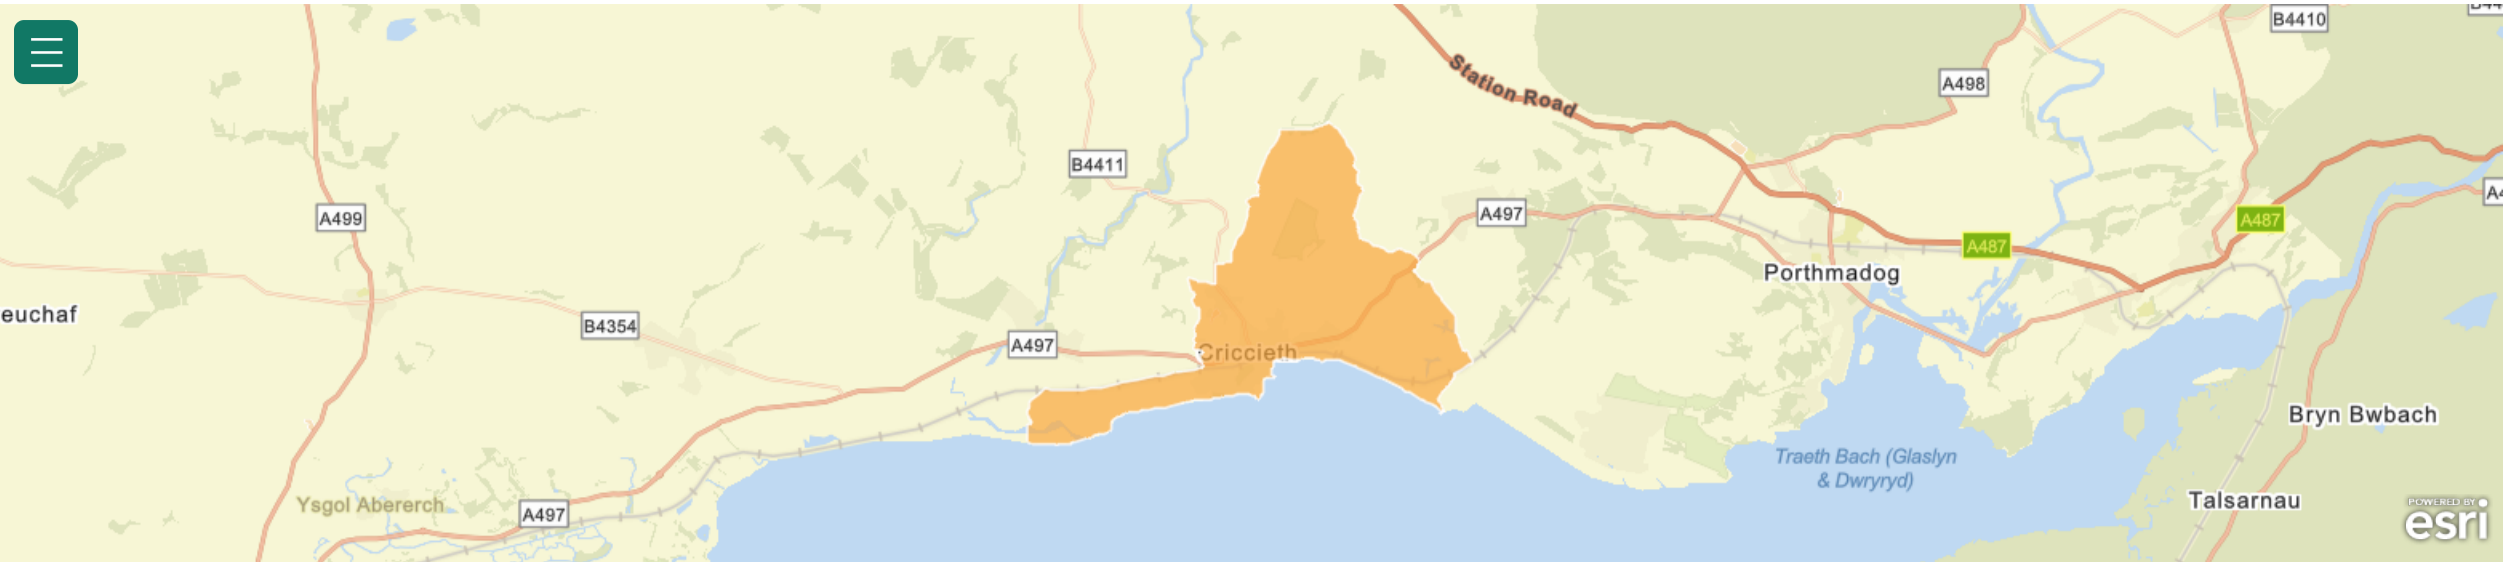 B4410
Station Road
A498
B4411
A499
A497
A487
A487
Porthmadog
euchaf
B4354
A497
Criccieth
Bryn Bwbach
Traeth Bach (Glaslyn
& Dwryryd)
Ysgol Abererch
A497
Talsarnau
POWERED BY
esri